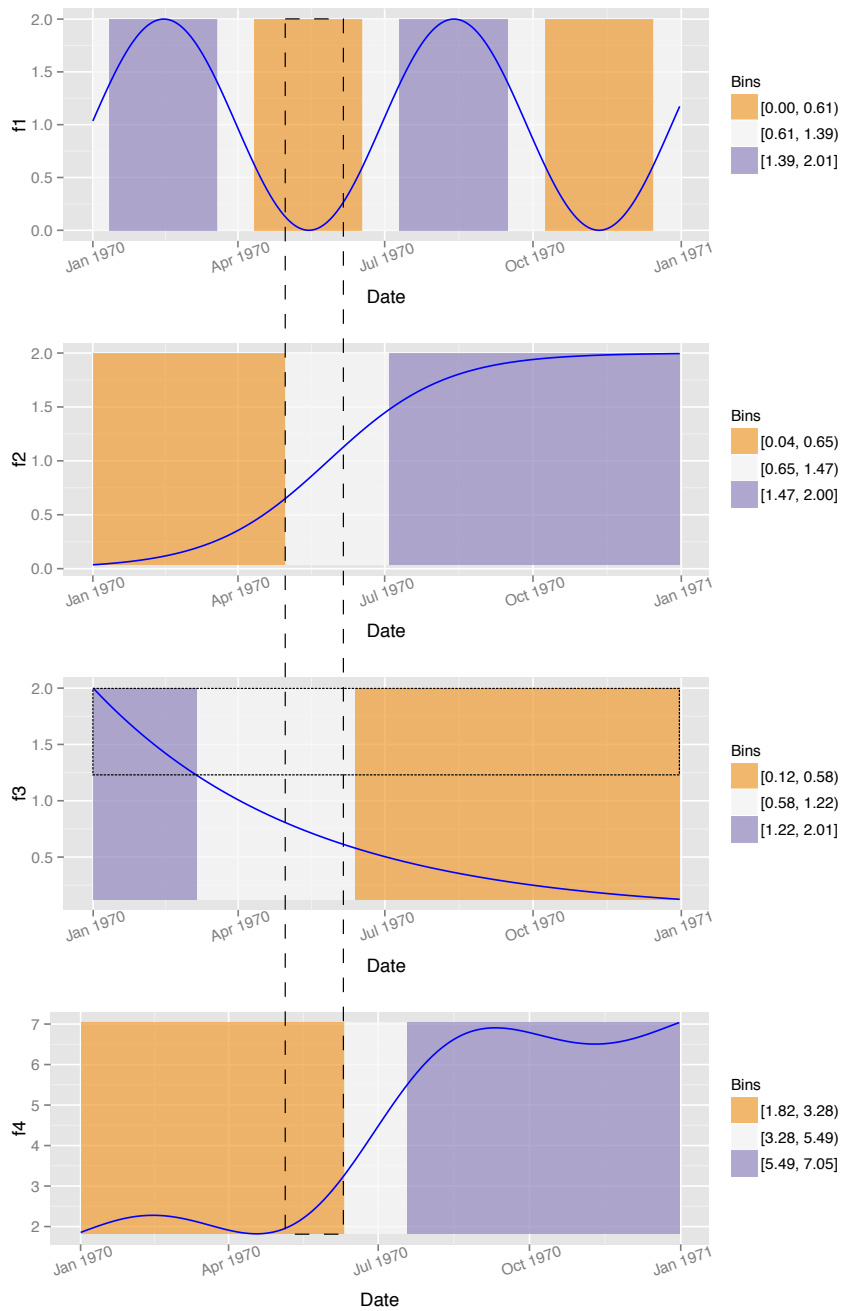 f1
2.0
1.5
1.0
0.5
0.0
Jan 1970
Apr 1970
Jul 1970
Oct 1970
Jan 1971
Date
Bins
[0.00, 0.61)
[0.61, 1.39)
[1.39, 2.01]
f2
2.0
1.5
1.0
0.5
0.0
Jan 1970
Apr 1970
Jul 1970
Oct 1970
Jan 1971
Date
Bins
[0.04, 0.65)
[0.65, 1.47)
[1.47, 2.00]
f3
2.0
1.5
1.0
0.5
Jan 1970
Apr 1970
Jul 1970
Oct 1970
Jan 1971
Date
Bins
[0.12, 0.58)
[0.58, 1.22)
[1.22, 2.01]
f4
7
6
5
4
3
2
Jan 1970
Apr 1970
Jul 1970
Oct 1970
Jan 1971
Date
Bins
[1.82, 3.28)
[3.28, 5.49)
[5.49, 7.05]